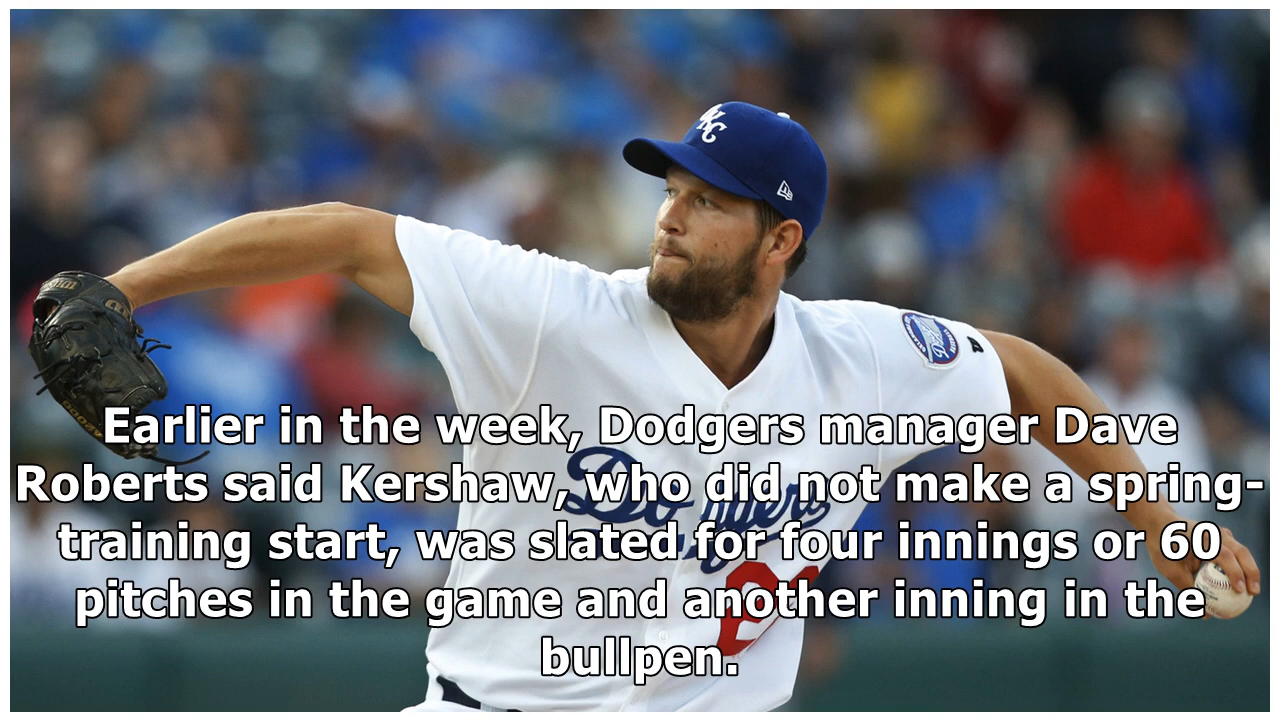 KC
Earlier in the week, Dodgers manager Dave
Roberts said Kershaw, who did not make a spring-
training start, was slated for four innings or 60
pitches in the game and another inning in the
bullpen.
Dodgers